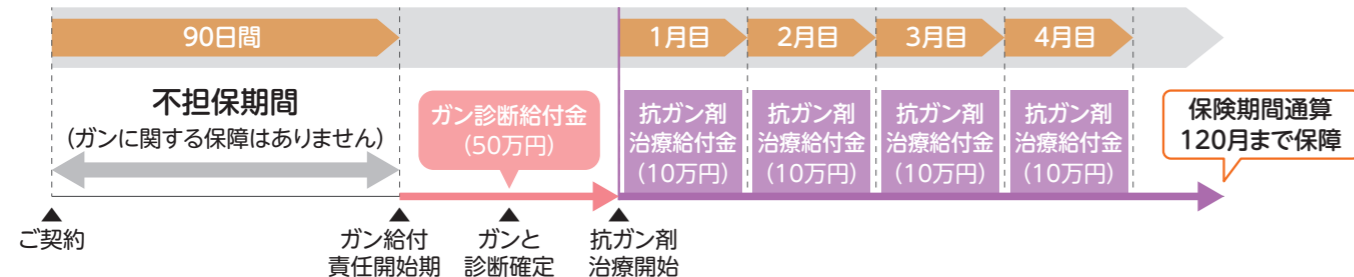 90日間
1月目
2月目
3月目
4月目
不担保期間
（ガンに関する保障はありません）
ガン診断給付金
（50万円）
抗ガン剤
治療給付金
（10万円）
抗ガン剤
治療給付金
（10万円）
抗ガン剤
治療給付金
（10万円）
抗ガン剤
治療給付金
（10万円）
保険期間通算
120月まで保障
▲
ご契約
▲
ガン給付
責任開始期
▲
ガンと
診断確定
▲
抗ガン剤
治療開始